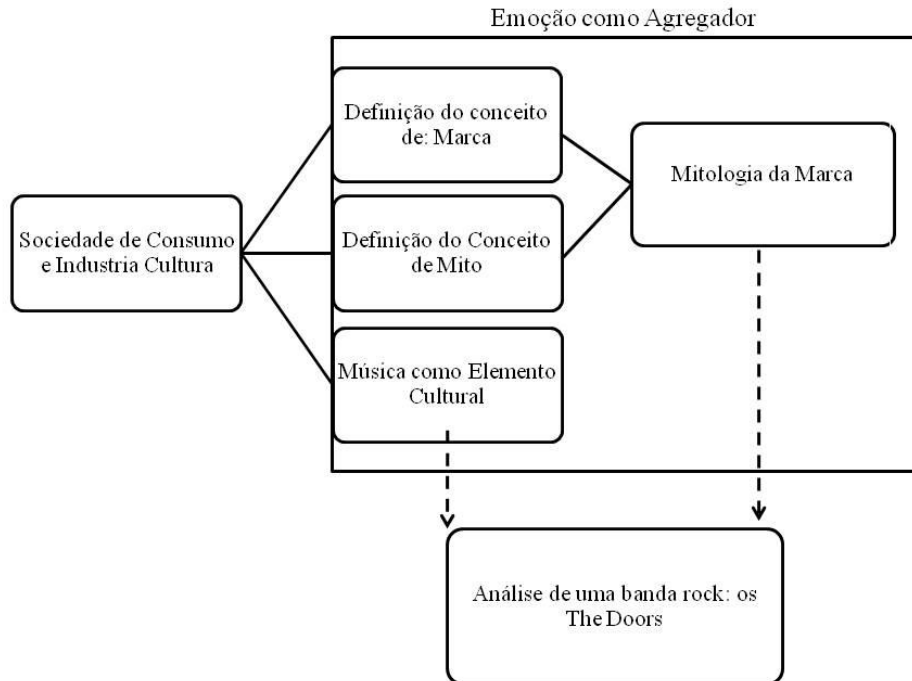 Emoção como Agregador
Definição do conceito
de: Marca
Mitologia da Marca
Sociedade de Consumo
e Industria Cultura
Definição do Conceito
de Mito
Música como Elemento
Cultural
Análise de uma banda rock: os
The Doors